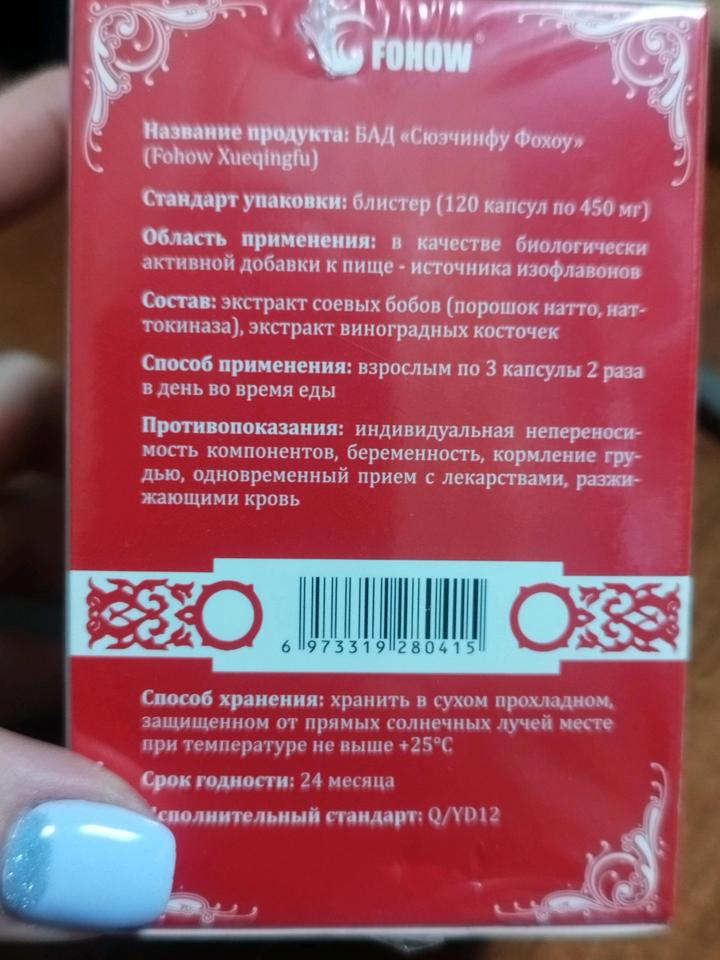 FOHOW
Название продукта: БАД «Сюэчинфу Фохоу»
(Fohow Xueqingfu)
Стандарт упаковки: блистер (120 капсул по 450 мг)
Область применения: в качестве биологически
активной добавки к пище - источника изофлавонов
Состав: экстракт соевых бобов (порошок натто, нат-
токиназа), экстракт виноградных косточек
Способ применения: взрослым по 3 капсулы 2 раза
в день во время еды
Противопоказания: индивидуальная непереноси-
мость компонентов, беременность, кормление гру-
дью, одновременный прием с лекарствами, разжи-
жающими кровь
6 973319 280415
Способ хранения: хранить в сухом прохладном,
защищенном от прямых солнечных лучей месте
при температуре не выше +25°С
Срок годности: 24 месяца
Исполнительный стандарт: Q/YD12